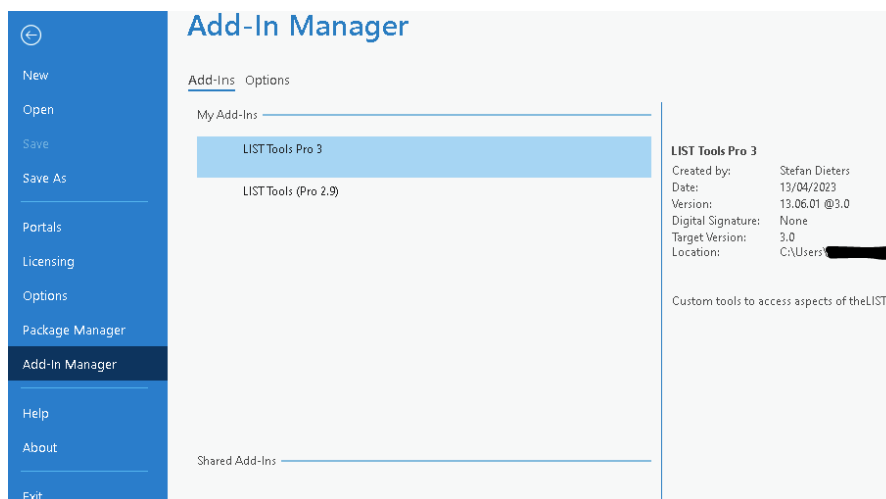 Add-In Manager
New
Open
Save
Save As
Portals
Licensing
Options
Package Manager
Add-In Manager
Help
About
Exit
Add-Ins Options
My Add-Ins
LIST Tools Pro 3
LIST Tools (Pro 2.9)
Shared Add-Ins
LIST Tools Pro 3
Created by: Stefan Dieters
Date: 13/04/2023
Version: 13.06.01 @3.0
Digital Signature: None
Target Version: 3.0
Location: C:\Users\
Custom tools to access aspects of theLIST